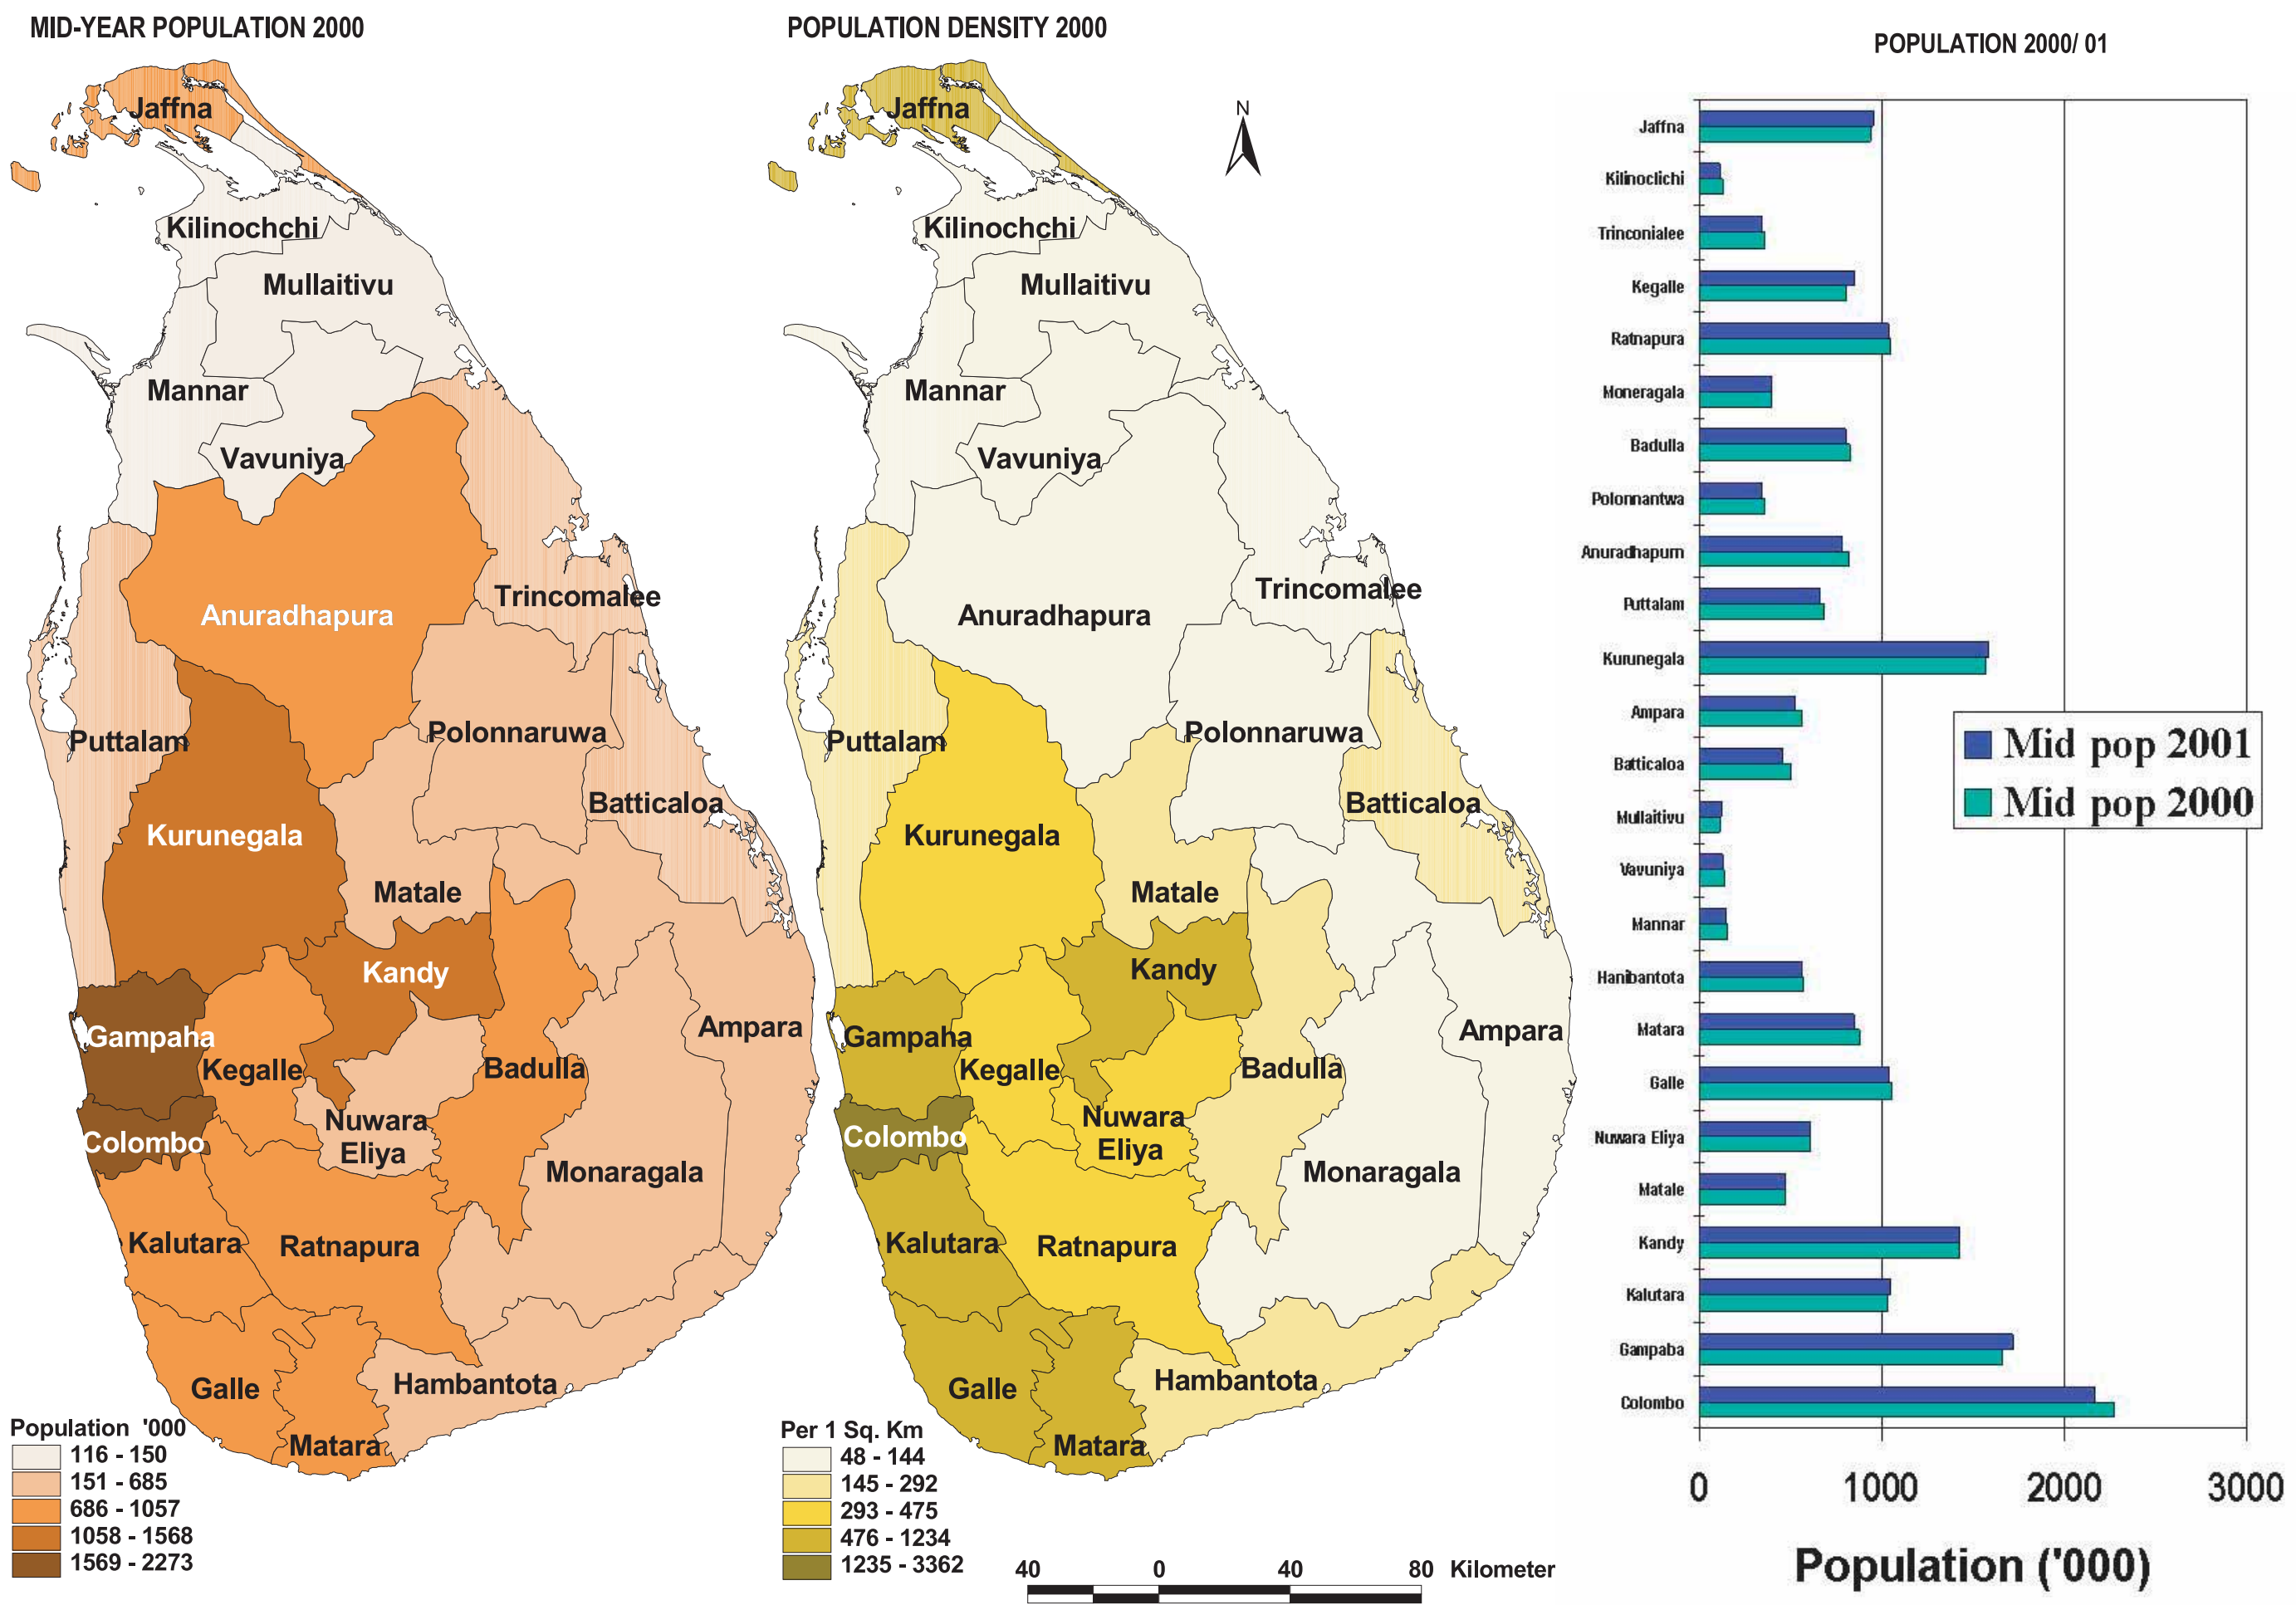 MID-YEAR POPULATION 2000
Jaffna
Kilinochchi
Mullaitivu
Mannar
Vavuniya
Trincomalee
Anuradhapura
Polonnaruwa
Puttalam
Batticaloa
Kurunegala
Matale
Kandy
Ampara
Gampaha
Kegalle
Badulla
Nuwara
Eliya
Colombo
Monaragala
Kalutara
Ratnapura
Galle
Hambantota
Matara
Population '000
116 - 150
151 - 685
686 - 1057
1058 - 1568
1569 - 2273
POPULATION DENSITY 2000
N
Jaffna
Kilinochchi
Mullaitivu
Mannar
Vavuniya
Trincomalee
Anuradhapura
Polonnaruwa
Puttalam
Batticaloa
Kurunegala
Matale
Kandy
Ampara
Gampaha
Kegalle
Badulla
Nuwara
Eliya
Colombo
Monaragala
Kalutara
Ratnapura
Galle
Hambantota
Matara
Per 1 Sq. Km
48 - 144
145 - 292
293 - 475
476 - 1234
1235 - 3362
40 0 40 80 Kilometer
POPULATION 2000/ 01
Jaffna
Kilinoclichi
Trinconialee
Kegalle
Ratnapura
Moneragala
Badulla
Polonnantwa
Anuradhapurn
Puttalam
Kurunegala
Ampara
Batticaloa
Mullaitivu
Vavuniya
Mannar
Hanibantota
Matara
Galle
Nuwara Eliya
Matale
Kandy
Kalutara
Gampaba
Colombo
Mid pop 2001
Mid pop 2000
0 1000 2000 3000
Population ('000)